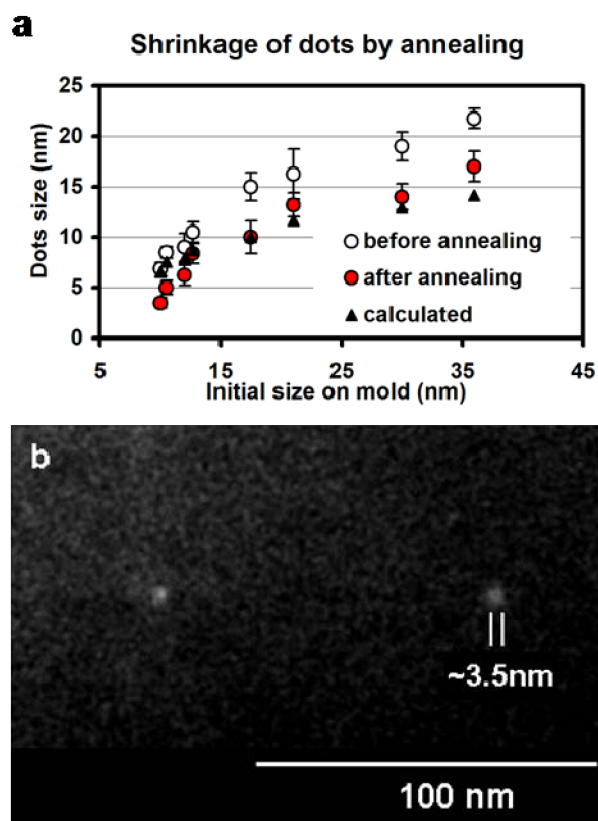 a
Shrinkage of dots by annealing
25
20
15
10
5
0
Dots size (nm)
before annealing
after annealing
calculated
5 15 25 35 45
Initial size on mold (nm)
b
~3.5nm
100 nm